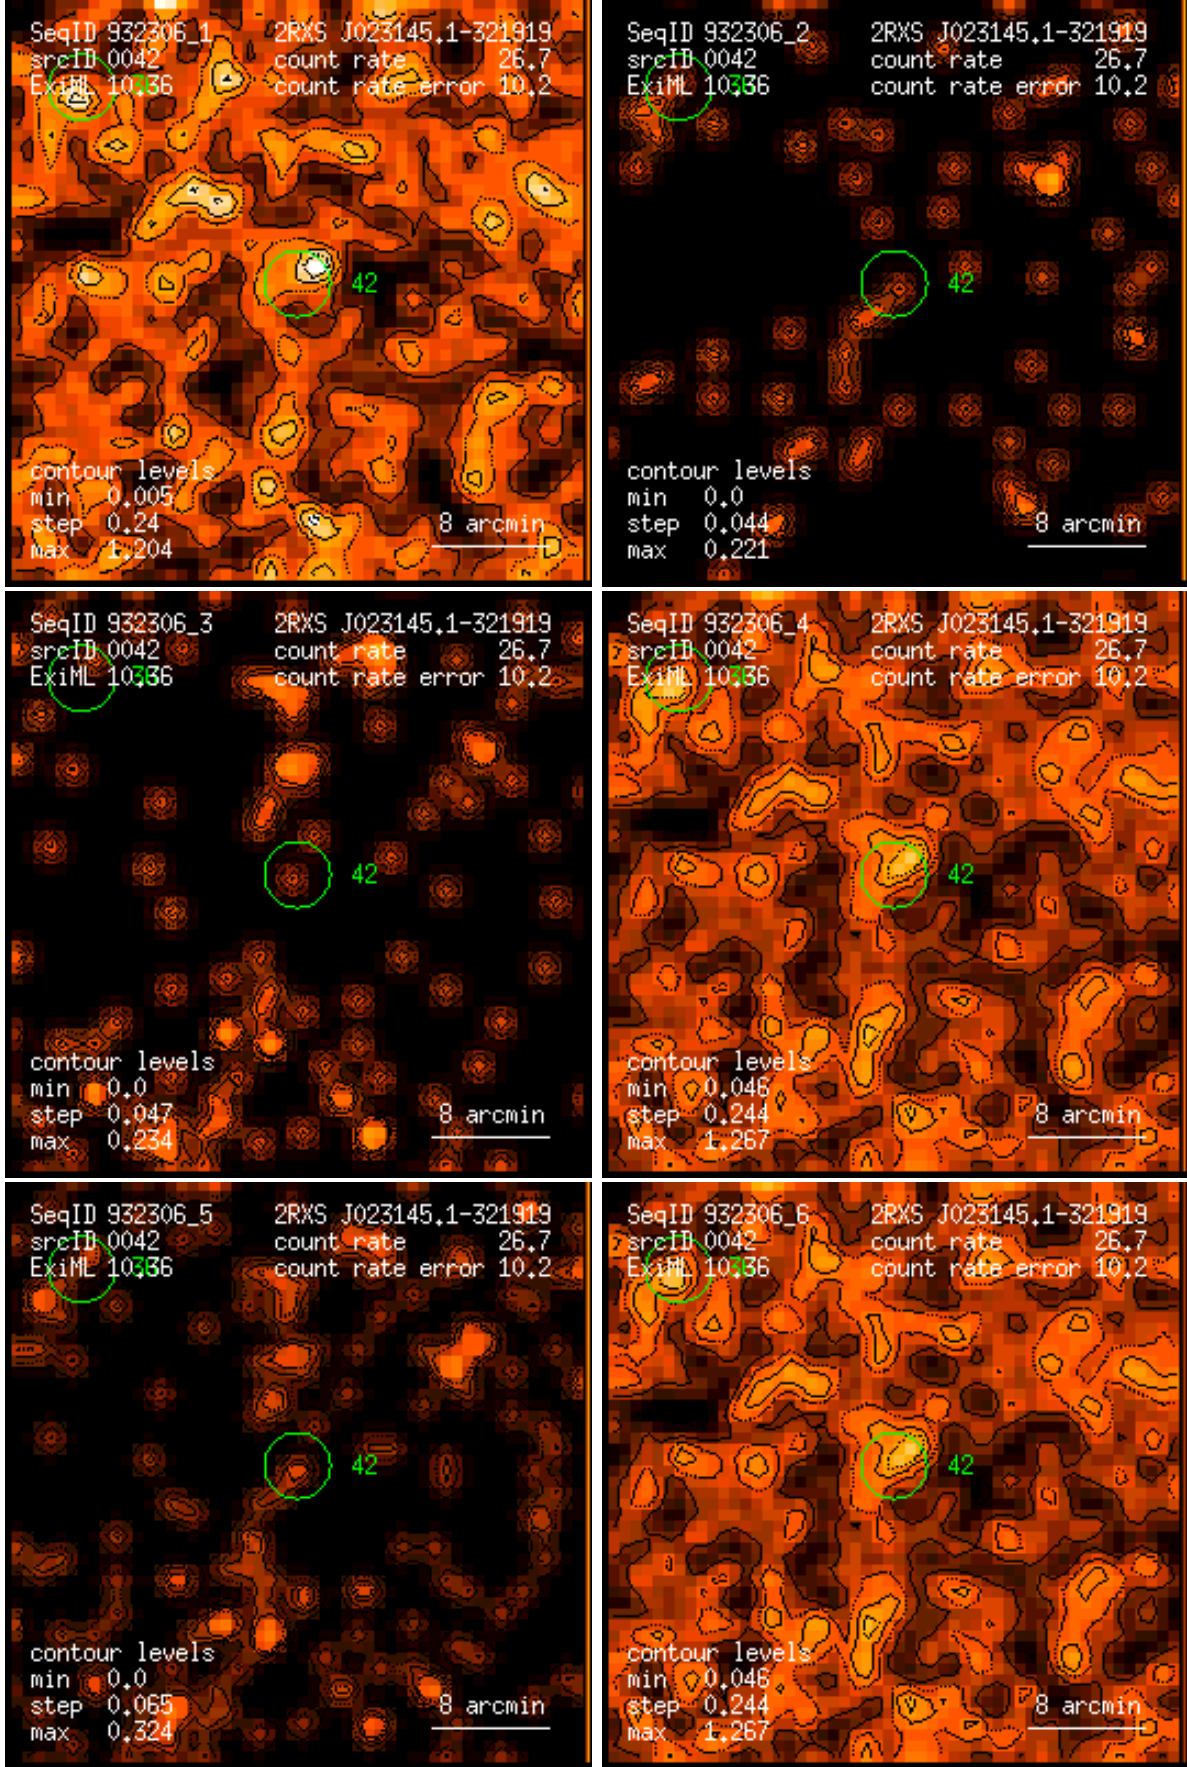 SeqID 932306_1 2RXS J023145.1-321919
srcID 0042 count rate 26.7
ExiML 10.36 count rate error 10.2
42
contour levels
min 0.005
step 0.24 8 arcmin
max 1.204
SeqID 932306_2 2RXS J023145.1-321919
srcID 0042 count rate 26.7
ExiML 10.36 count rate error 10.2
42
contour levels
min 0.0
step 0.044 8 arcmin
max 0.221
SeqID 932306_3 2RXS J023145.1-321919
srcID 0042 count rate 26.7
ExiML 10.36 count rate error 10.2
42
contour levels
min 0.0
step 0.047 8 arcmin
max 0.234
SeqID 932306_4 2RXS J023145.1-321919
srcID 0042 count rate 26.7
ExiML 10.36 count rate error 10.2
42
contour levels
min 0.046
step 0.244 8 arcmin
max 1.267
SeqID 932306_5 2RXS J023145.1-321919
srcID 0042 count rate 26.7
ExiML 10.36 count rate error 10.2
42
contour levels
min 0.0
step 0.065 8 arcmin
max 0.324
SeqID 932306_6 2RXS J023145.1-321919
srcID 0042 count rate 26.7
ExiML 10.36 count rate error 10.2
42
contour levels
min 0.046
step 0.244 8 arcmin
max 1.267